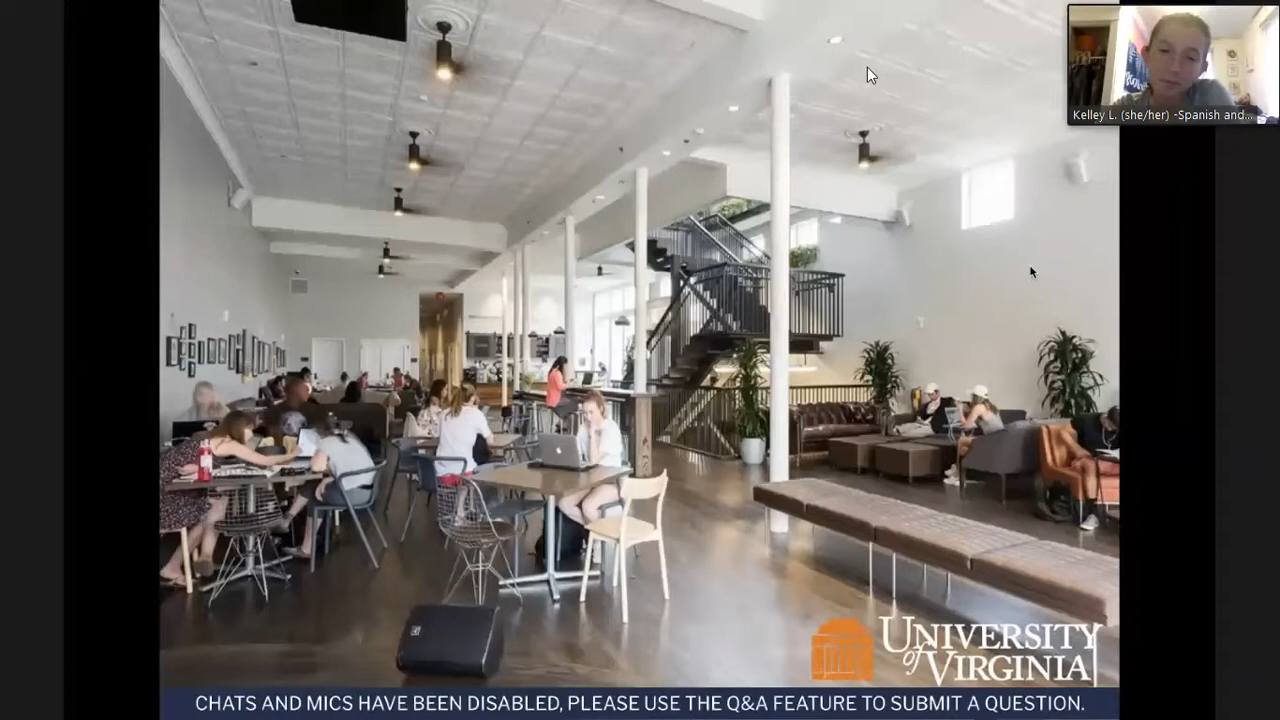 Kelley L. (she/her) -Spanish and...
UNIVERSITY
of VIRGINIA
CHATS AND MICS HAVE BEEN DISABLED, PLEASE USE THE Q&A FEATURE TO SUBMIT A QUESTION.